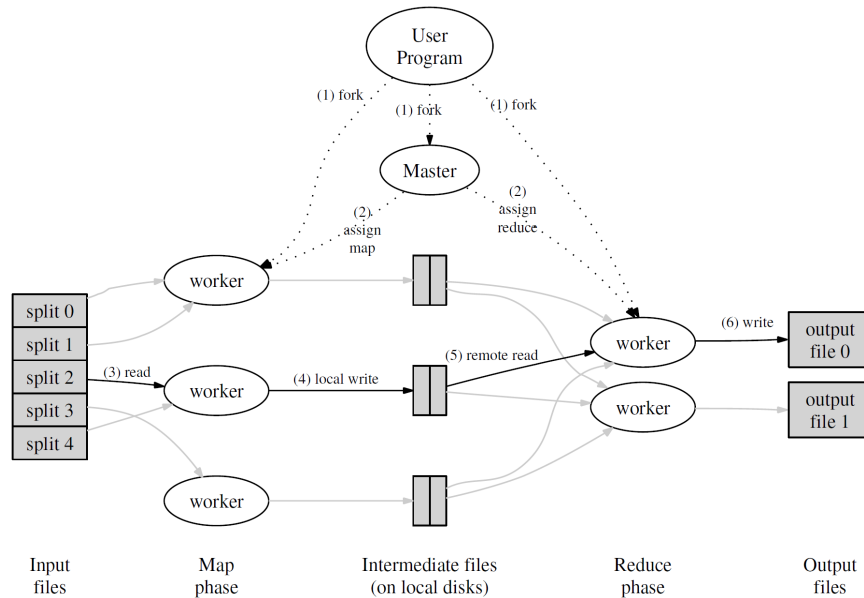 User
Program
(1) fork
(1) fork
(1) fork
Master
(2)
assign
map
(2)
assign
reduce
worker
split 0
split 1
split 2
split 3
split 4
(3) read
worker
(4) local write
(5) remote read
worker
(6) write
output
file 0
worker
output
file 1
worker
Input
files
Map
phase
Intermediate files
(on local disks)
Reduce
phase
Output
files